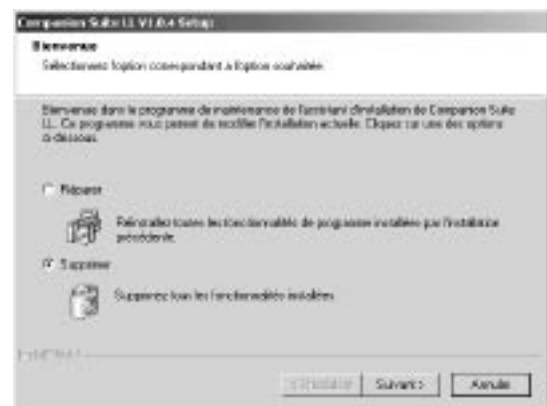 Companion Suite LL V1.0.4 Setup
Bienvenue
Sélectionnez l'option correspondant à l'option souhaitée.
Bienvenue dans le programme de maintenance de l'assistant d'installation de Companion Suite
LL. Ce programme vous permet de modifier l'installation actuelle. Cliquez sur une des options
ci-dessous.
Réparer
Réinstallez toutes les fonctionnalités de programme installées par l'installation
précédente.
Supprimer
Supprimez tous les fonctionnalités installées.
Suivant >
Annuler